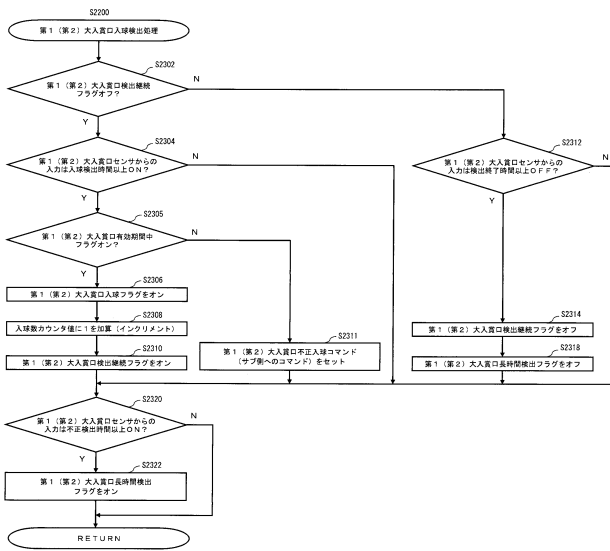 S2200
第1（第2）大入賞口入球検出処理
S2302
第1（第2）大入賞口検出継続
フラグオフ？
N
Y
S2304
第1（第2）大入賞口センサからの
入力は入球検出時間以上ON？
N
Y
S2312
第1（第2）大入賞口センサからの
入力は検出終了時間以上OFF？
N
Y
S2305
第1（第2）大入賞口有効期間中
フラグオン？
N
Y
S2306
第1（第2）大入賞口入球フラグをオン
S2308
入球数カウンタ値に1を加算（インクリメント）
S2310
第1（第2）大入賞口検出継続フラグをオン
S2311
第1（第2）大入賞口不正入球コマンド
（サブ側へのコマンド）をセット
S2314
第1（第2）大入賞口検出継続フラグをオフ
S2318
第1（第2）大入賞口長時間検出フラグをオフ
S2320
第1（第2）大入賞口センサからの
入力は不正検出時間以上ON？
N
Y
S2322
第1（第2）大入賞口長時間検出
フラグをオン
RETURN